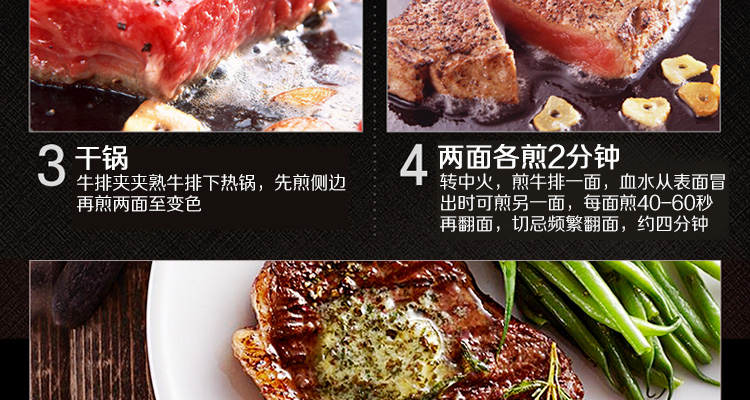 3 干锅
牛排夹夹熟牛排下热锅，先煎侧边
再煎两面至变色
4 两面各煎2分钟
转中火，煎牛排一面，血水从表面冒
出时可煎另一面，每面煎40-60秒
再翻面，切忌频繁翻面，约四分钟